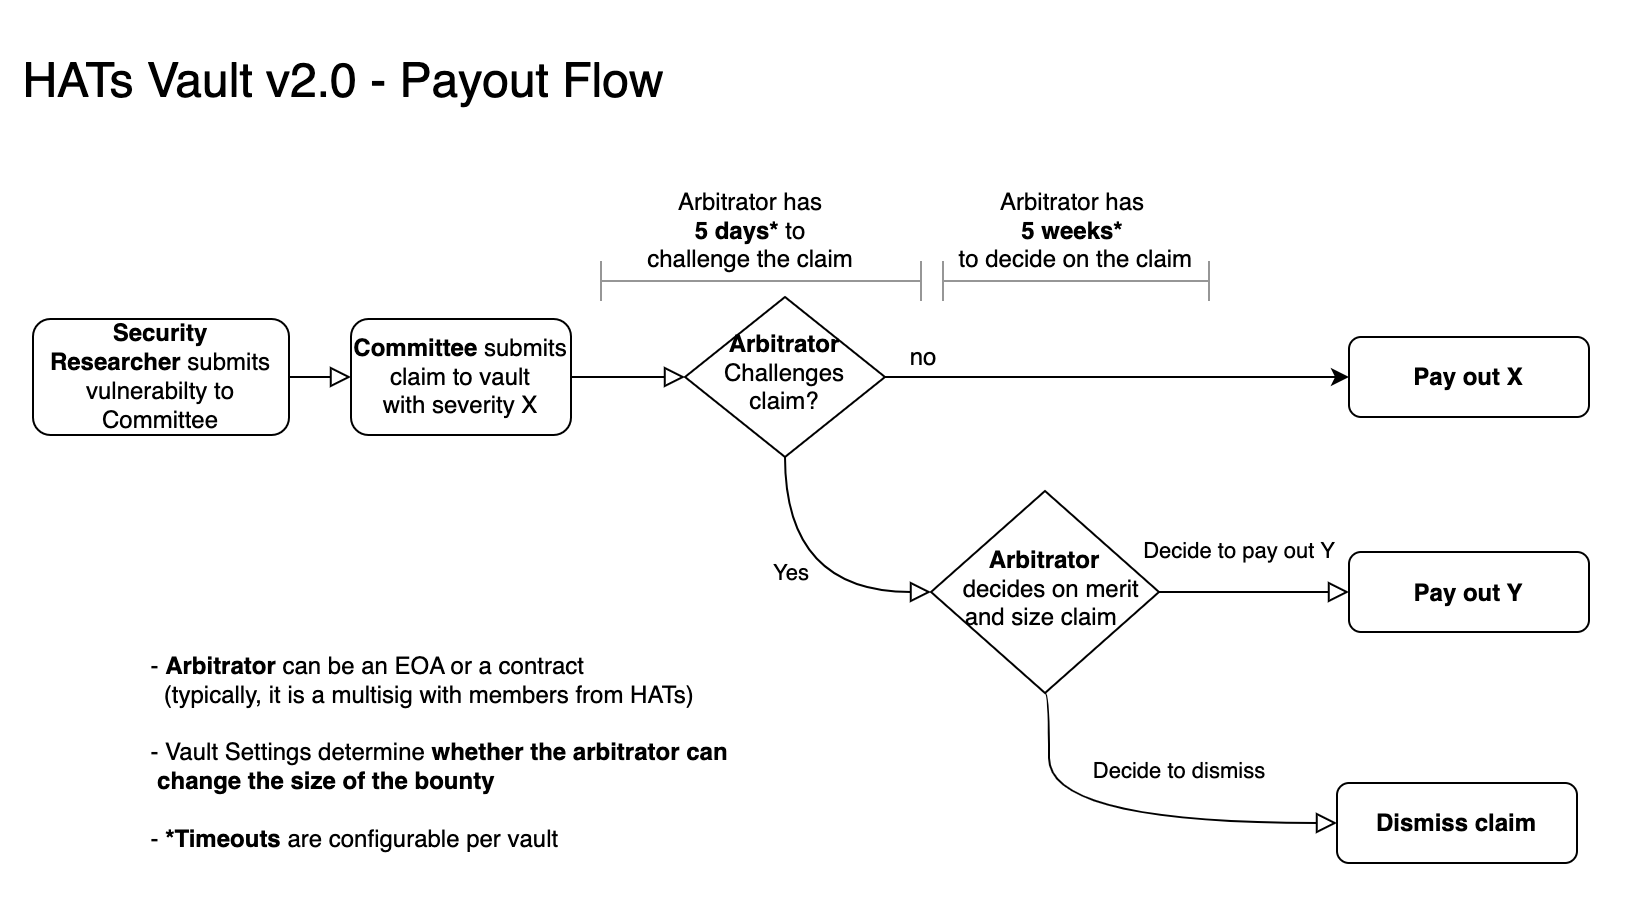 HATs Vault v2.0 - Payout Flow
Arbitrator has
5 days* to
challenge the claim
Arbitrator has
5 weeks*
to decide on the claim
Security
Researcher submits
vulnerabilty to
Committee
Committee submits
claim to vault
with severity X
Arbitrator
Challenges
claim?
no
Pay out X
Yes
Arbitrator
decides on merit
and size claim
Decide to pay out Y
Pay out Y
Decide to dismiss
Dismiss claim
- Arbitrator can be an EOA or a contract
(typically, it is a multisig with members from HATs)
- Vault Settings determine whether the arbitrator can
change the size of the bounty
- *Timeouts are configurable per vault